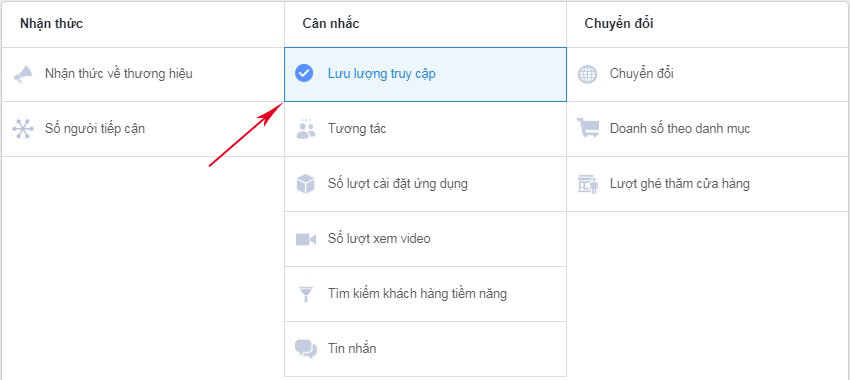 Nhận thức
Cân nhắc
Chuyển đổi
Nhận thức về thương hiệu
Lưu lượng truy cập
Chuyển đổi
Số người tiếp cận
Tương tác
Doanh số theo danh mục
Số lượt cài đặt ứng dụng
Lượt ghé thăm cửa hàng
Số lượt xem video
Tìm kiếm khách hàng tiềm năng
Tin nhắn